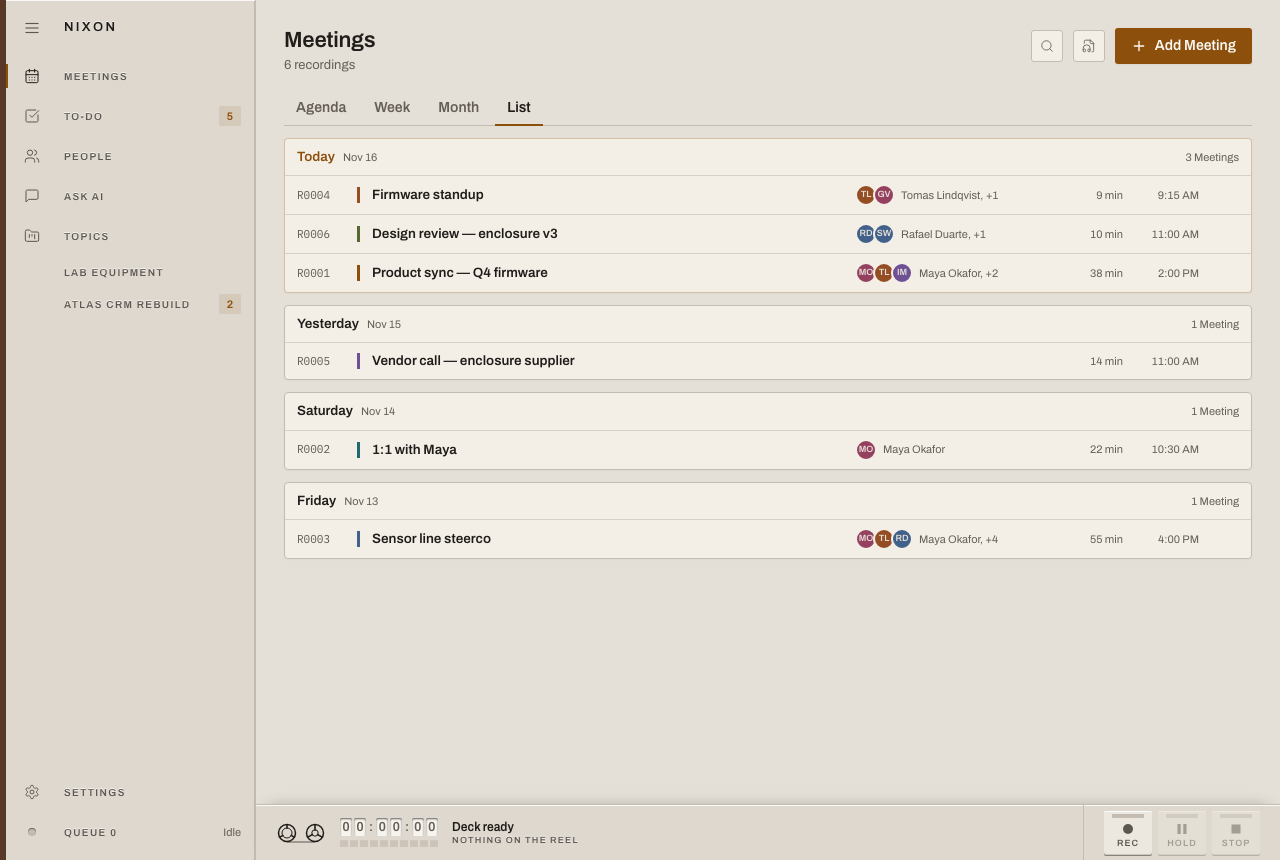 NIXON
MEETINGS
TO-DO 5
PEOPLE
ASK AI
TOPICS
LAB EQUIPMENT
ATLAS CRM REBUILD 2
SETTINGS
QUEUE 0 Idle
Meetings
6 recordings
Add Meeting
Agenda Week Month List
Today Nov 16 3 Meetings
R0004 Firmware standup TL GV Tomas Lindqvist, +1 9 min 9:15 AM
R0006 Design review — enclosure v3 RD SW Rafael Duarte, +1 10 min 11:00 AM
R0001 Product sync — Q4 firmware MO TL IM Maya Okafor, +2 38 min 2:00 PM
Yesterday Nov 15 1 Meeting
R0005 Vendor call — enclosure supplier 14 min 11:00 AM
Saturday Nov 14 1 Meeting
R0002 1:1 with Maya MO Maya Okafor 22 min 10:30 AM
Friday Nov 13 1 Meeting
R0003 Sensor line steerco MO TL RD Maya Okafor, +4 55 min 4:00 PM
00:00:00
Deck ready
NOTHING ON THE REEL
REC HOLD STOP